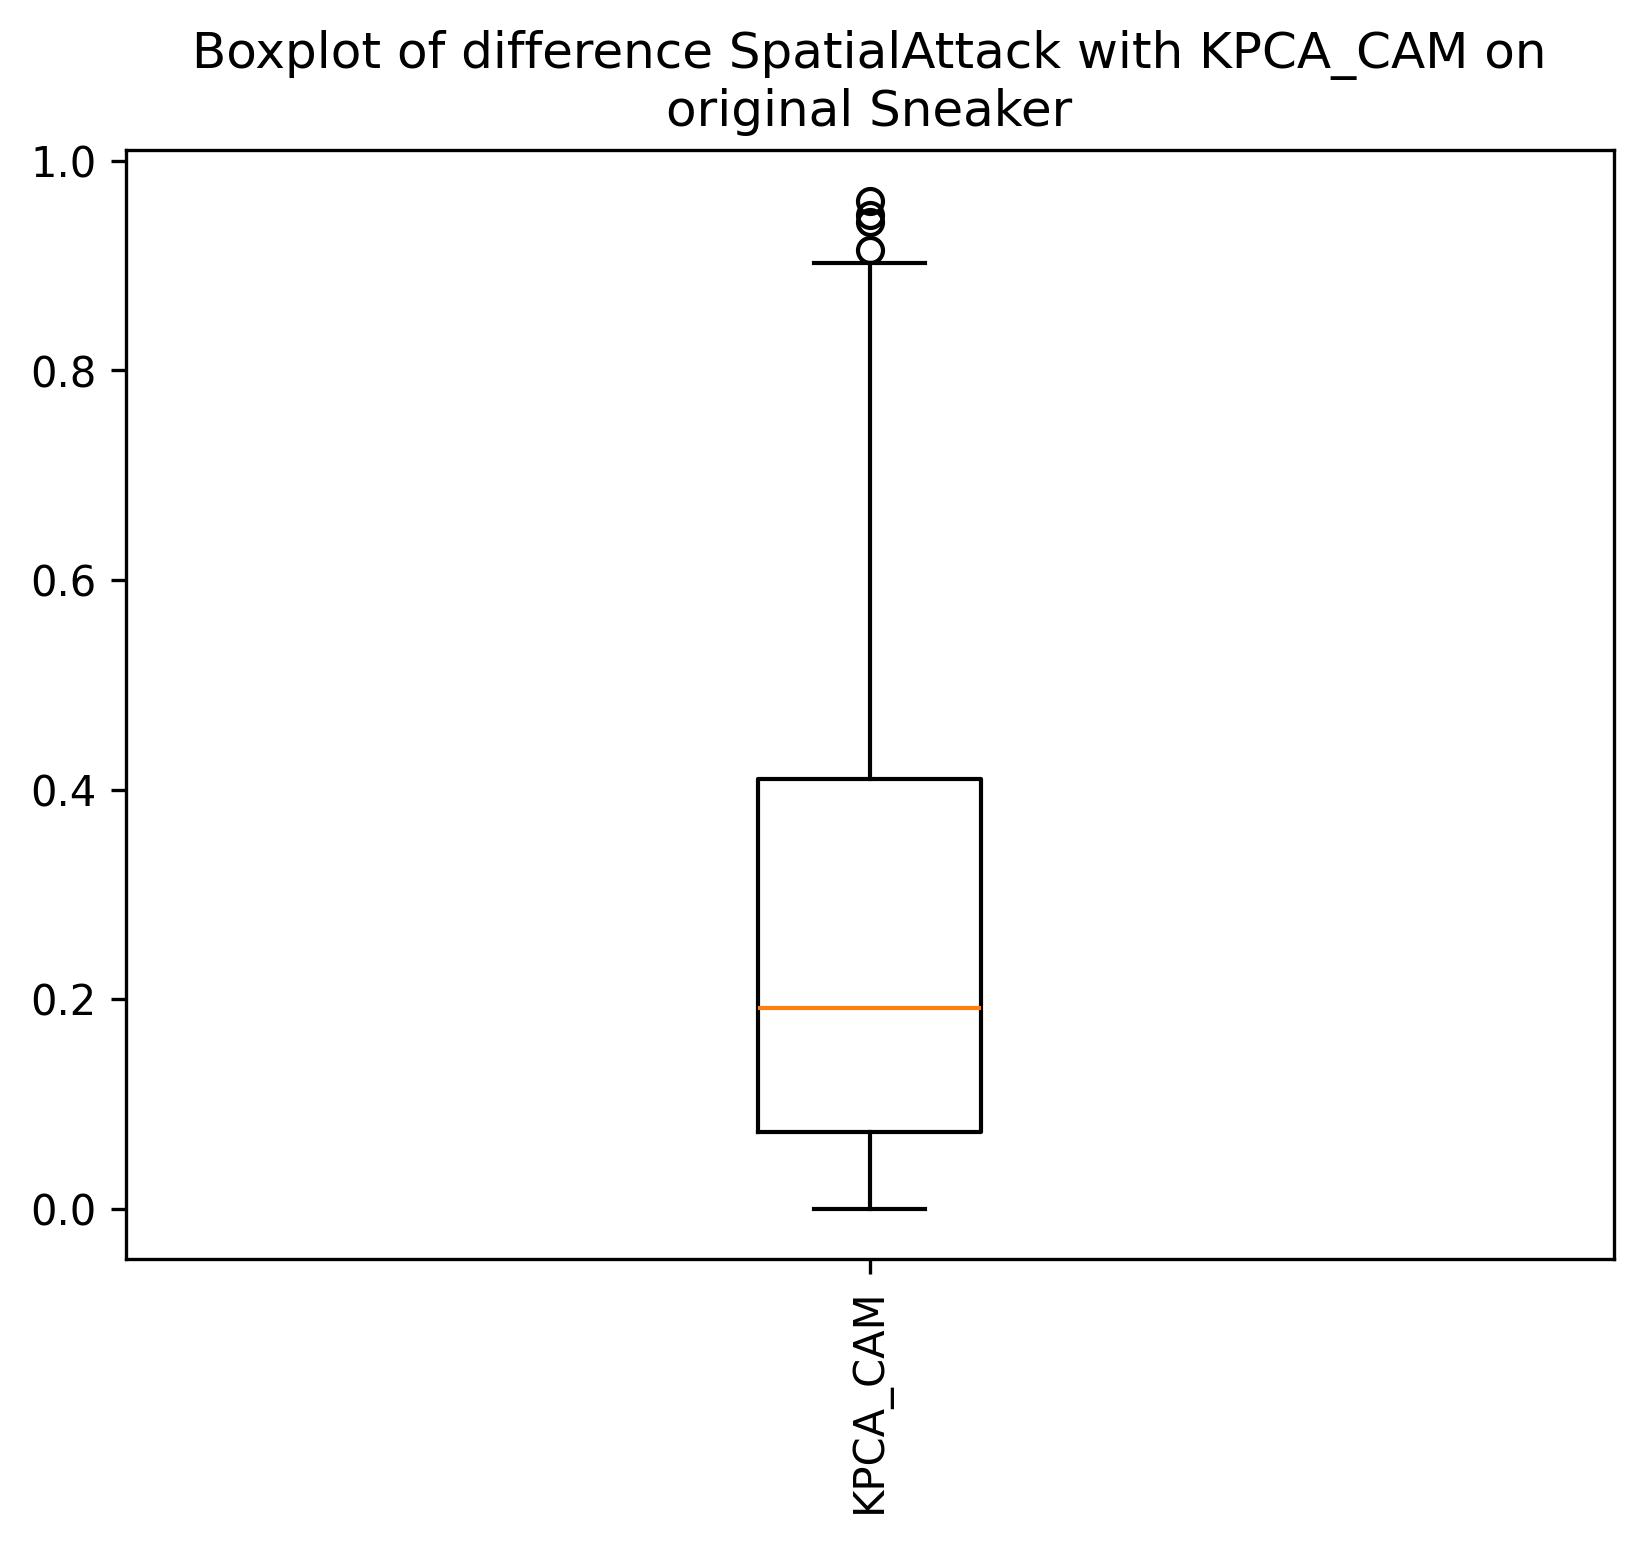 Boxplot of difference SpatialAttack with KPCA_CAM on
original Sneaker
1.0
0.8
0.6
0.4
0.2
0.0
KPCA_CAM